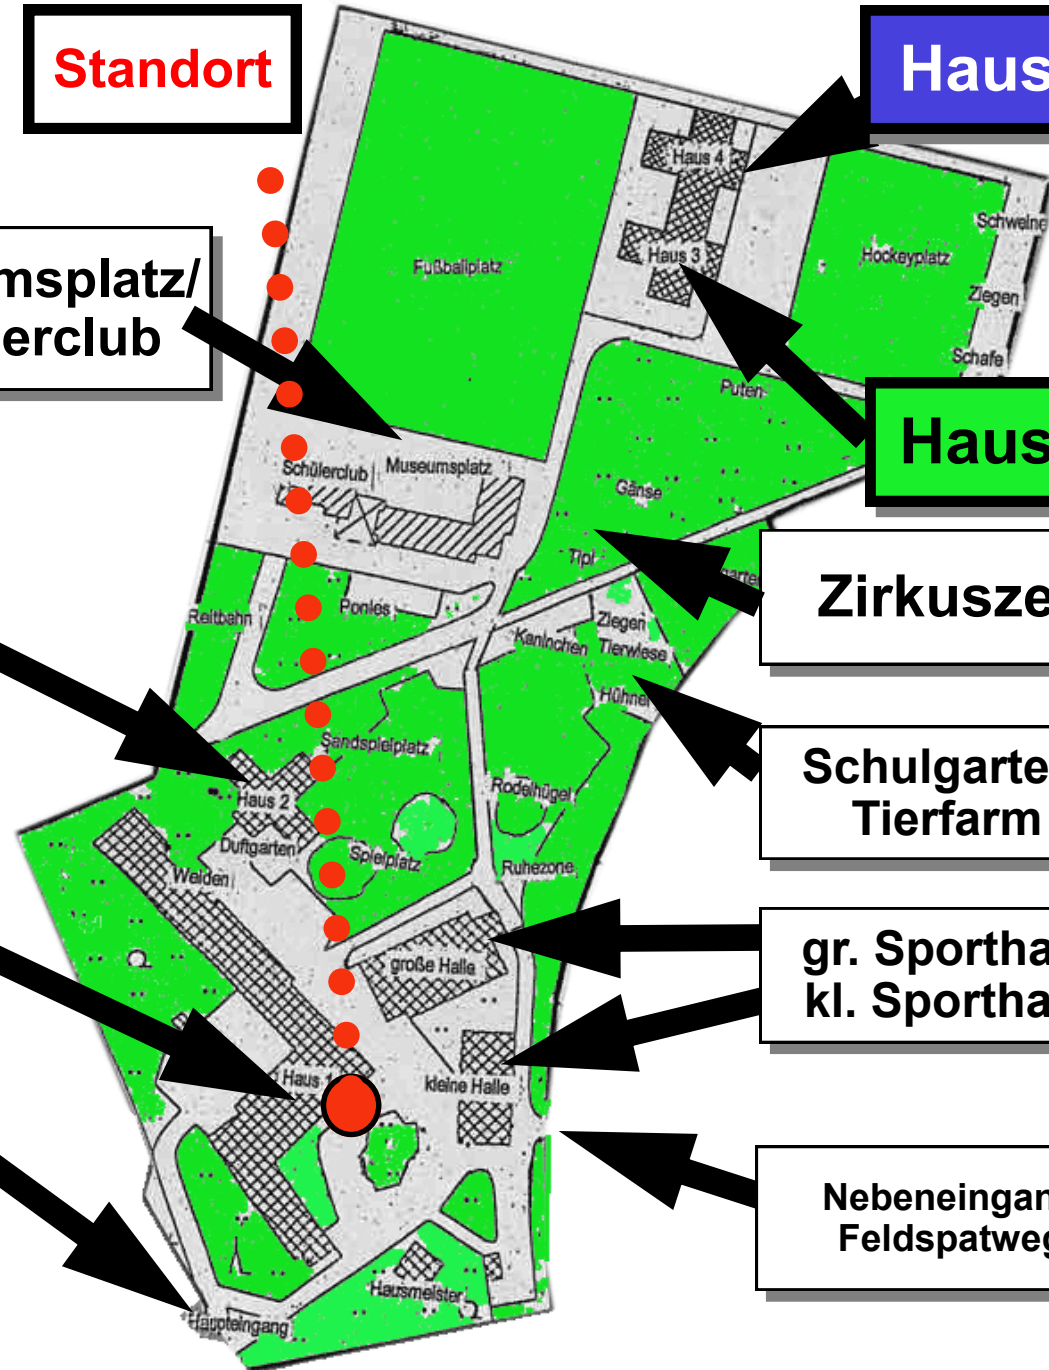 Standort
Haus
Haus 4
Schweine
Haus 3
Hockeyplatz
Fußballplatz
msplatz/
erclub
Ziegen
Schafe
Puten
Haus
Schülerclub
Museumsplatz
Gänse
Tipi
garten
Zirkusze
Reitbahn
Ponies
Ziegen
Kaninchen
Tierwiese
Hühner
Sandspielplatz
Schulgarte
Tierfarm
Haus 2
Rodelhügel
Duftgarten
Spielplatz
Weiden
Ruhezone
gr. Sportha
kl. Sportha
große Halle
Haus 1
kleine Halle
Nebeneingan
Feldspatweg
Hausmeister
Haupteingang